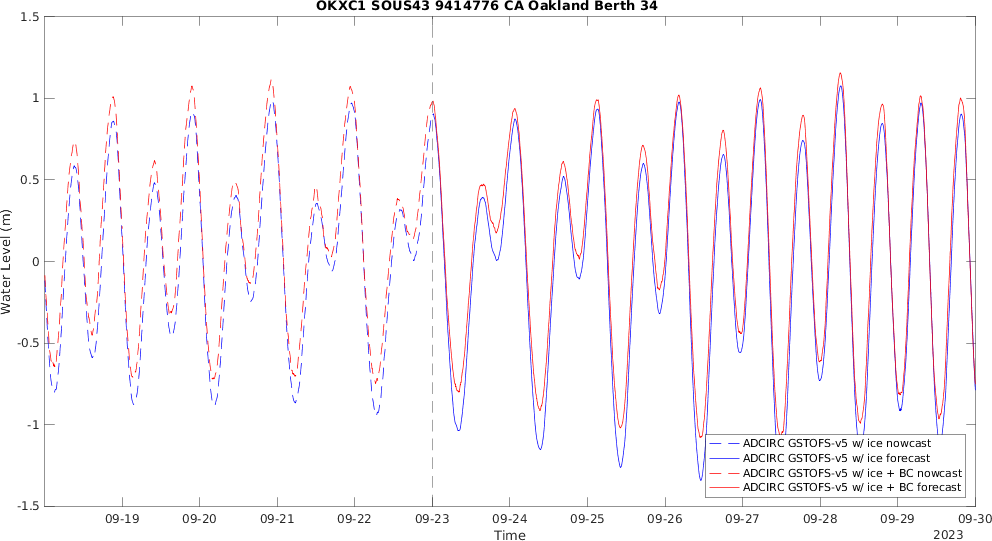 OKXC1 SOUS43 9414776 CA Oakland Berth 34
1.5
1
0.5
0
-0.5
-1
-1.5
Water Level (m)
ADCIRC GSTOFS-v5 w/ ice nowcast
ADCIRC GSTOFS-v5 w/ ice forecast
ADCIRC GSTOFS-v5 w/ ice + BC nowcast
ADCIRC GSTOFS-v5 w/ ice + BC forecast
09-19 09-20 09-21 09-22 09-23 09-24 09-25 09-26 09-27 09-28 09-29 09-30
Time
2023